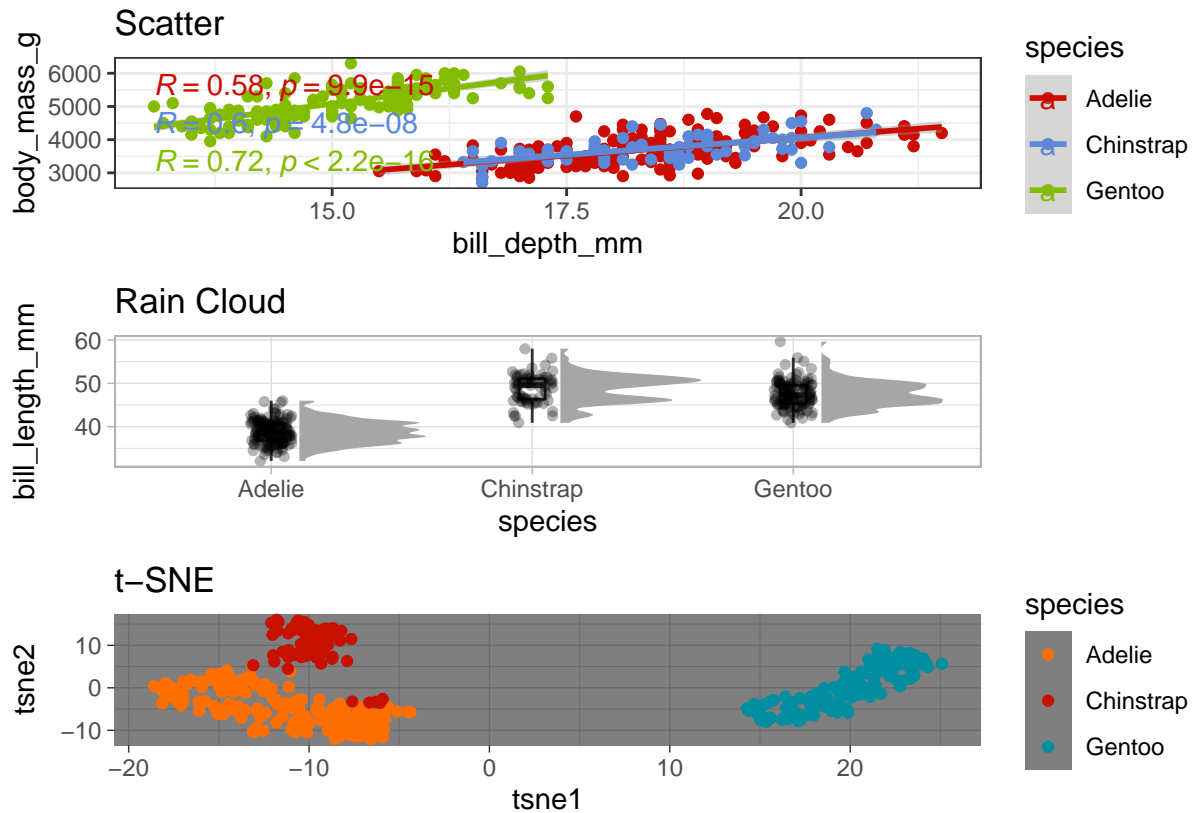 Scatter
body_mass_g
6000
5000
4000
3000
R = 0.58, p = 9.9e−15
R = 0.6, p = 4.8e−08
R = 0.72, p < 2.2e−16
15.0 17.5 20.0
bill_depth_mm
species
a Adelie
a Chinstrap
a Gentoo
Rain Cloud
bill_length_mm
60
50
40
Adelie Chinstrap Gentoo
species
t−SNE
tsne2
10
0
−10
−20 −10 0 10 20
tsne1
species
Adelie
Chinstrap
Gentoo